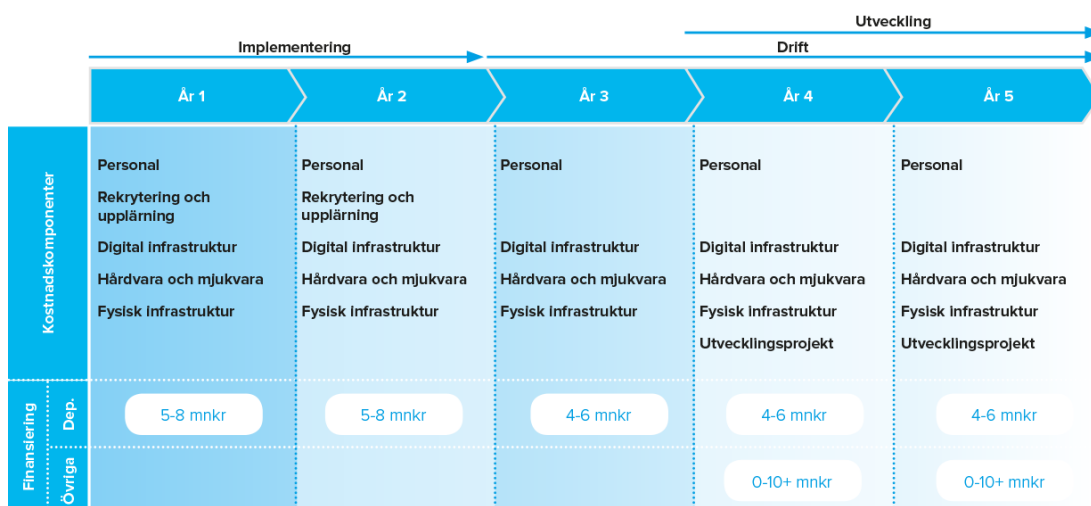 Utveckling
Implementering
Drift
År 1
År 2
År 3
År 4
År 5
Kostnadskomponenter
Personal
Rekrytering och
upplärning
Digital infrastruktur
Hårdvara och mjukvara
Fysisk infrastruktur
Personal
Rekrytering och
upplärning
Digital infrastruktur
Hårdvara och mjukvara
Fysisk infrastruktur
Personal
Digital infrastruktur
Hårdvara och mjukvara
Fysisk infrastruktur
Personal
Digital infrastruktur
Hårdvara och mjukvara
Fysisk infrastruktur
Utvecklingsprojekt
Personal
Digital infrastruktur
Hårdvara och mjukvara
Fysisk infrastruktur
Utvecklingsprojekt
Finansiering
Dep.
5-8 mnkr
5-8 mnkr
4-6 mnkr
4-6 mnkr
4-6 mnkr
Övriga
0-10+ mnkr
0-10+ mnkr